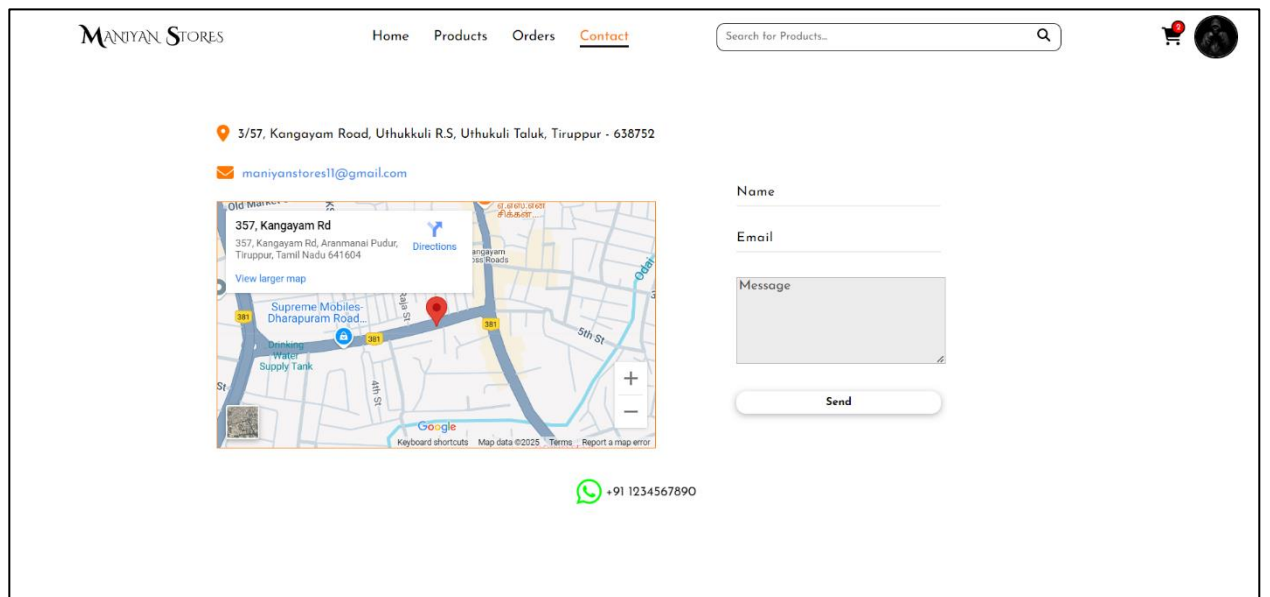 MANIYAN STORES
Home Products Orders Contact
Search for Products...
2
3/57, Kangayam Road, Uthukkuli R.S, Uthukuli Taluk, Tiruppur - 638752
maniyanstores11@gmail.com
Old
357, Kangayam Rd
357, Kangayam Rd, Aranmanai Pudur,
Tiruppur, Tamil Nadu 641604
Directions
View larger map
சிக்கன்
Raja St
Odai
Supreme Mobiles-
Dharapuram Road...
381
381
381
5th St
4th St
Drinking
Water
Supply Tank
St
+
−
Google
Keyboard shortcuts Map data ©2025 Terms Report a map error
Name
Email
Message
Send
+91 1234567890